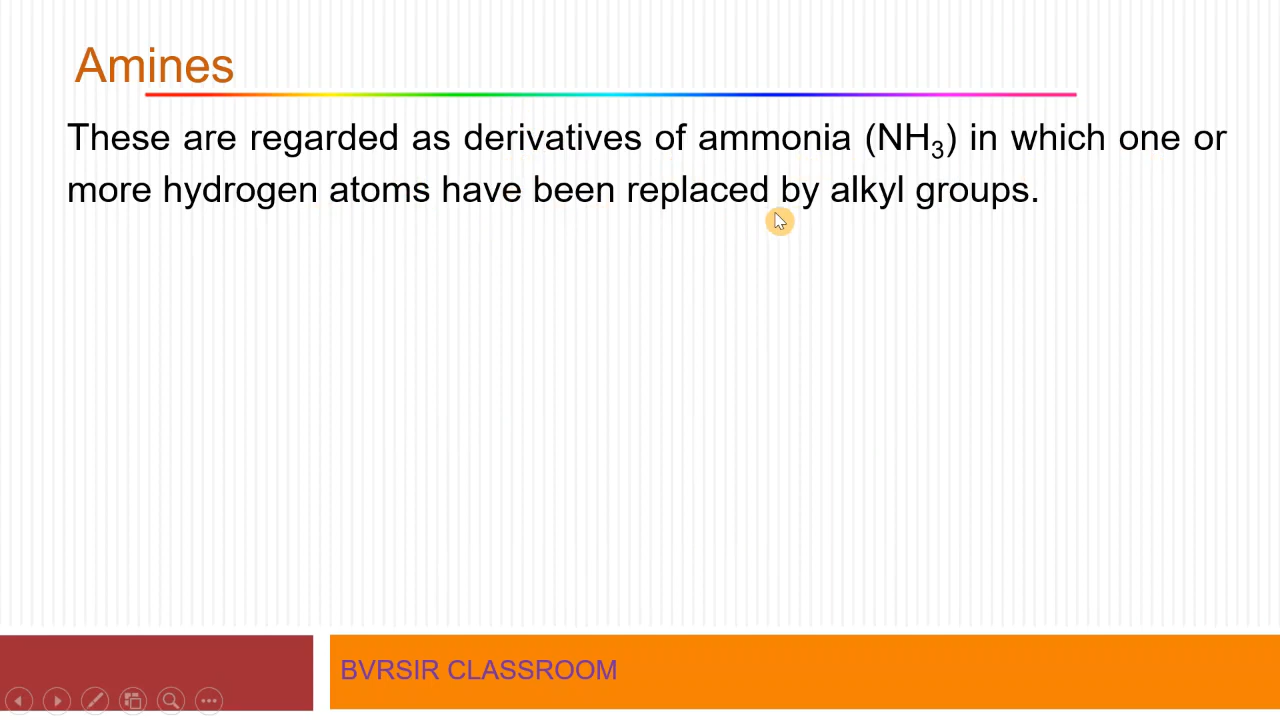 Amines
These are regarded as derivatives of ammonia (NH₃) in which one or
more hydrogen atoms have been replaced by alkyl groups.
BVRSIR CLASSROOM